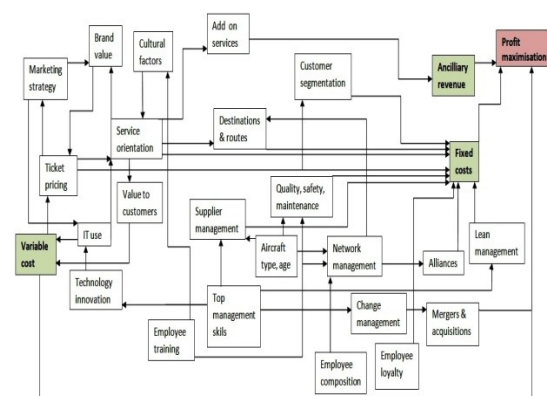 Add on
services
Brand
value
Cultural
factors
Profit
maximisation
Marketing
strategy
Customer
segmentation
Ancilliary
revenue
Service
orientation
Destinations
& routes
Fixed
costs
Ticket
pricing
Value to
customers
Quality, safety,
maintenance
Supplier
management
Variable
cost
IT use
Aircraft
type, age
Network
management
Alliances
Lean
management
Technology
innovation
Top
management
skils
Change
management
Mergers &
acquisitions
Employee
training
Employee
composition
Employee
loyalty